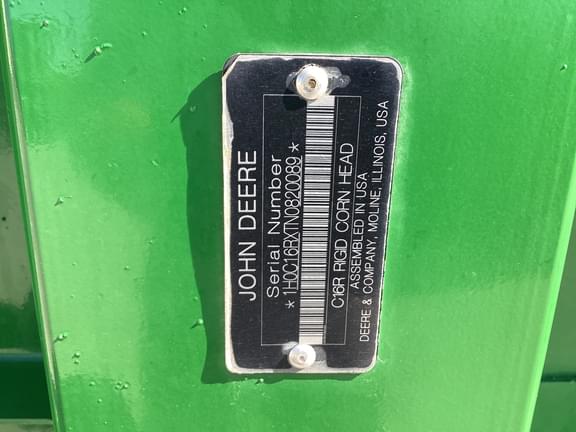 JOHN DEERE
Serial Number
* 1H0C16RXTN0820089 *
C16R RIGID CORN HEAD
ASSEMBLED IN USA
DEERE & COMPANY, MOLINE, ILLINOIS, USA